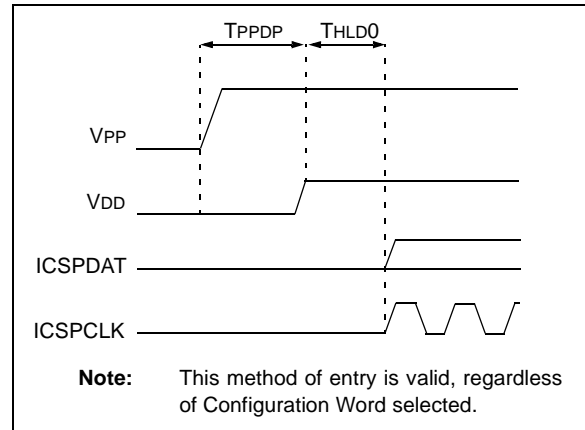 TPPDP THLD0
VPP
VDD
ICSPDAT
ICSPCLK
Note: This method of entry is valid, regardless
of Configuration Word selected.